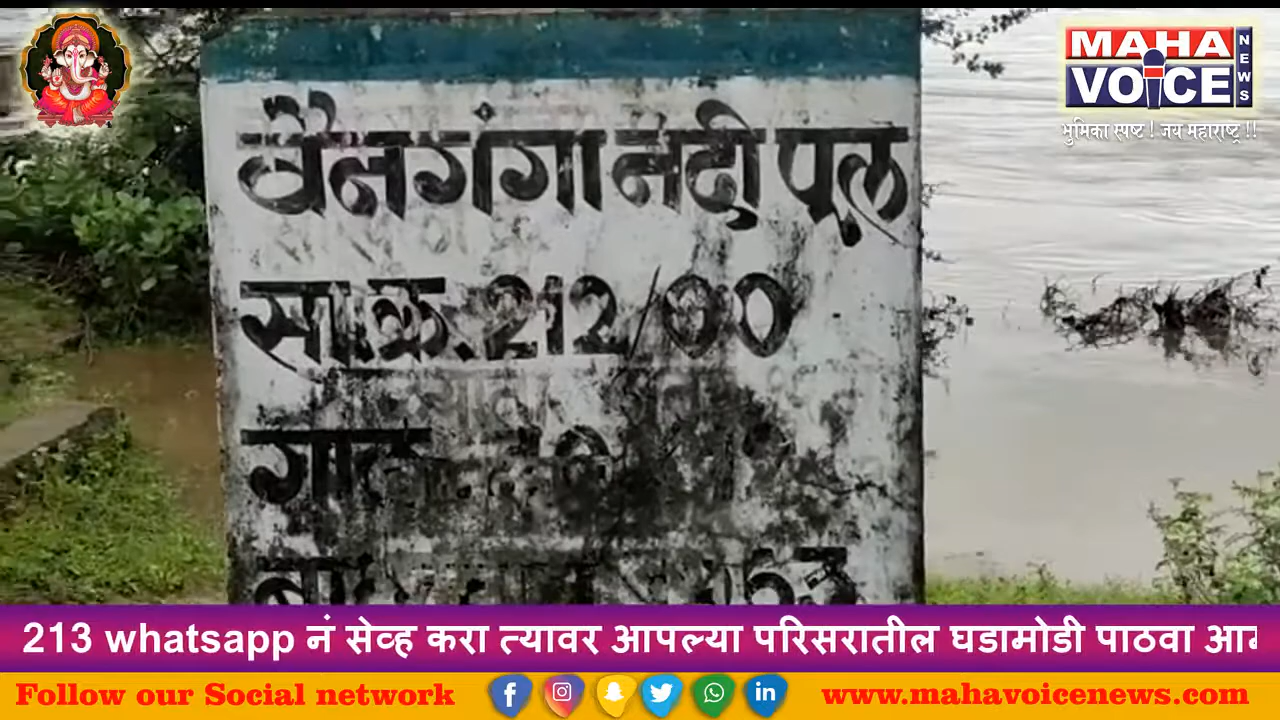 MAHA
VOICE
NEWS
भुमिका स्पष्ट ! जय महाराष्ट्र !!
वैनगंगा नदी पुल
सा.क्र. 212/00
213 whatsapp नं सेव्ह करा त्यावर आपल्या परिसरातील घडामोडी पाठवा
Follow our Social network
www.mahavoicenews.com